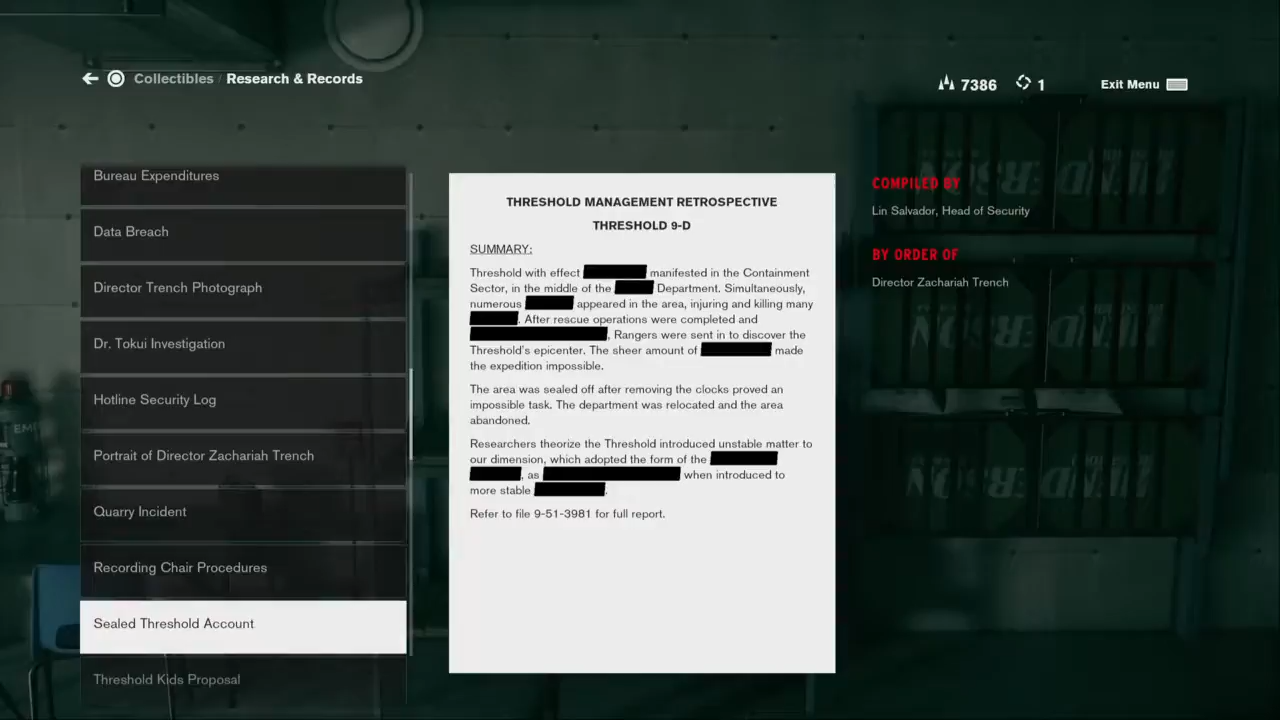 Collectibles / Research & Records
7386
1
Exit Menu
Bureau Expenditures
Data Breach
Director Trench Photograph
Dr. Tokui Investigation
Hotline Security Log
Portrait of Director Zachariah Trench
Quarry Incident
Recording Chair Procedures
Sealed Threshold Account
Threshold Kids Proposal
THRESHOLD MANAGEMENT RETROSPECTIVE
THRESHOLD 9-D
SUMMARY:
Threshold with effect manifested in the Containment
Sector, in the middle of the Department. Simultaneously,
numerous appeared in the area, injuring and killing many
. After rescue operations were completed and
, Rangers were sent in to discover the
Threshold's epicenter. The sheer amount of made
the expedition impossible.
The area was sealed off after removing the clocks proved an
impossible task. The department was relocated and the area
abandoned.
Researchers theorize the Threshold introduced unstable matter to
our dimension, which adopted the form of the
, as when introduced to
more stable .
Refer to file 9-51-3981 for full report.
COMPILED BY
Lin Salvador, Head of Security
BY ORDER OF
Director Zachariah Trench